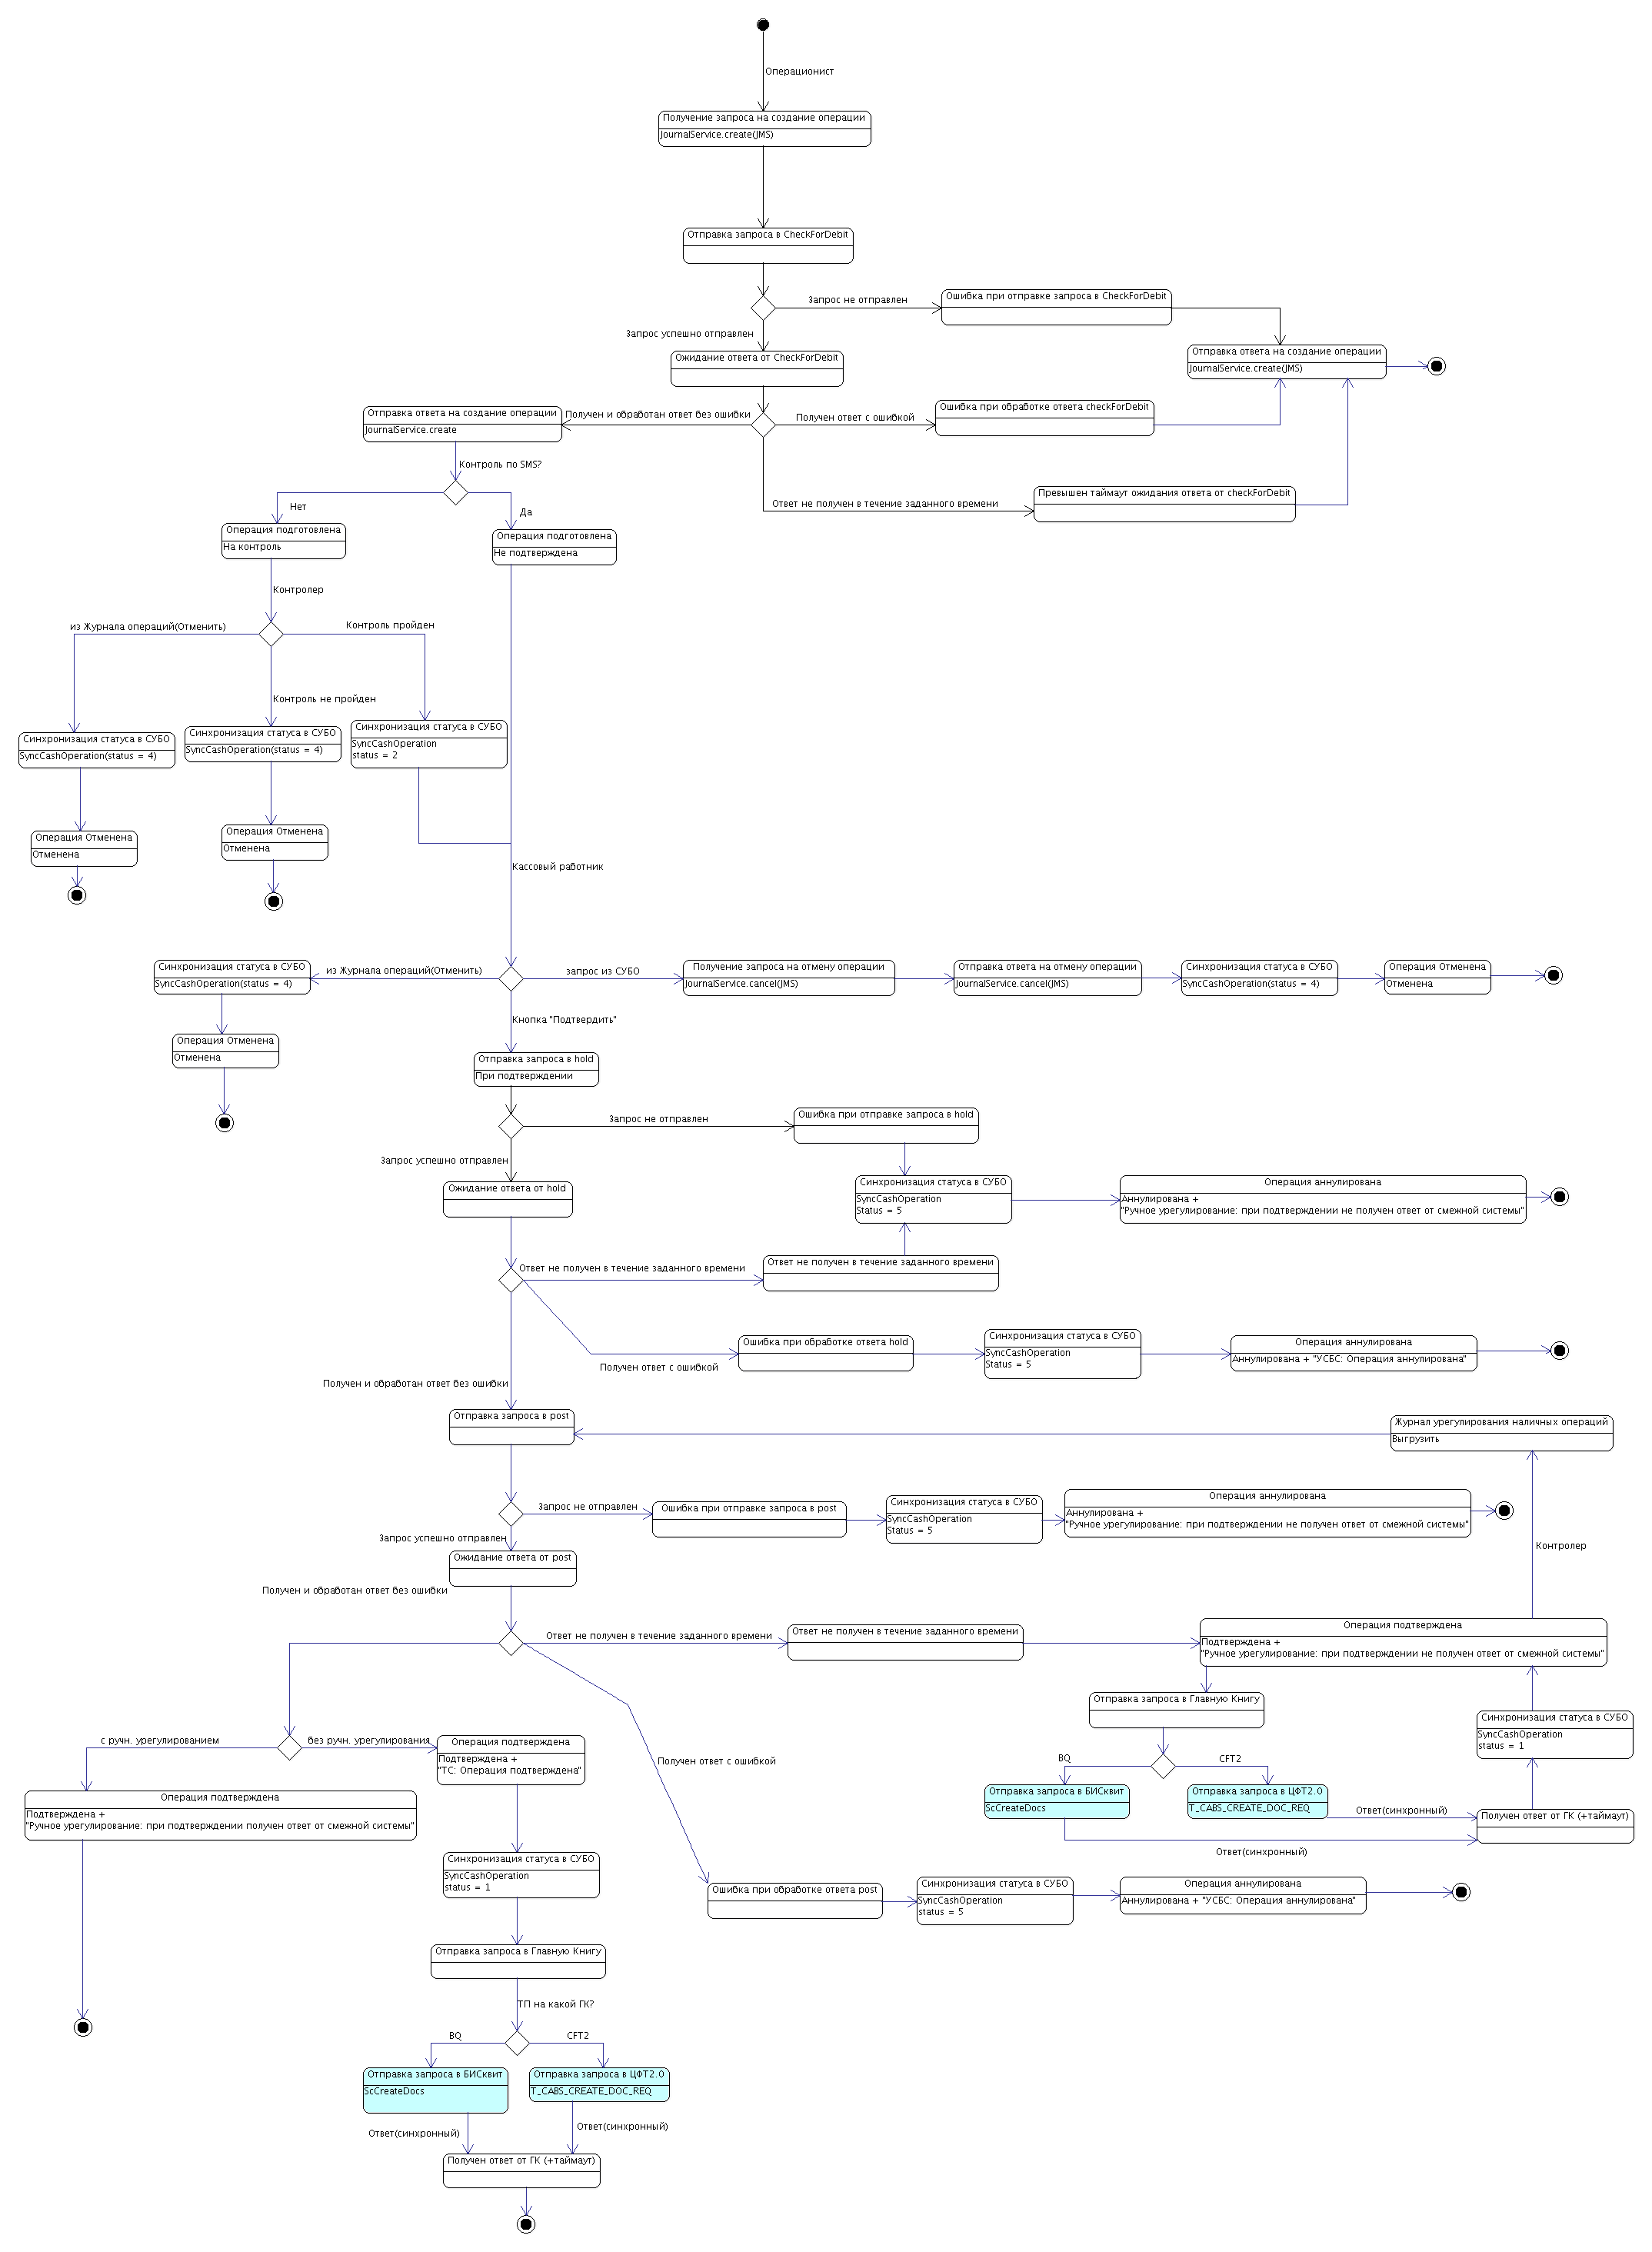 Операционист
Получение запроса на создание операции
JournalService.create(JMS)
Отправка запроса в CheckForDebit
Запрос не отправлен
Ошибка при отправке запроса в CheckForDebit
Запрос успешно отправлен
Ожидание ответа от CheckForDebit
Отправка ответа на создание операции
JournalService.create(JMS)
Отправка ответа на создание операции
JournalService.create
Получен и обработан ответ без ошибки
Получен ответ с ошибкой
Ошибка при обработке ответа checkForDebit
Контроль по SMS?
Ответ не получен в течение заданного времени
Превышен таймаут ожидания ответа от checkForDebit
Нет
Да
Операция подготовлена
На контроль
Операция подготовлена
Не подтверждена
Контролер
из Журнала операций(Отменить)
Контроль пройден
Контроль не пройден
Синхронизация статуса в СУБО
SyncCashOperation(status = 4)
Синхронизация статуса в СУБО
SyncCashOperation(status = 4)
Синхронизация статуса в СУБО
SyncCashOperation
status = 2
Операция Отменена
Отменена
Операция Отменена
Отменена
Кассовый работник
Синхронизация статуса в СУБО
SyncCashOperation(status = 4)
из Журнала операций(Отменить)
запрос из СУБО
Получение запроса на отмену операции
JournalService.cancel(JMS)
Отправка ответа на отмену операции
JournalService.cancel(JMS)
Синхронизация статуса в СУБО
SyncCashOperation(status = 4)
Операция Отменена
Отменена
Кнопка "Подтвердить"
Операция Отменена
Отменена
Отправка запроса в hold
При подтверждении
Запрос не отправлен
Ошибка при отправке запроса в hold
Запрос успешно отправлен
Ожидание ответа от hold
Синхронизация статуса в СУБО
SyncCashOperation
Status = 5
Операция аннулирована
Аннулирована +
"Ручное урегулирование: при подтверждении не получен ответ от смежной системы"
Ответ не получен в течение заданного времени
Ответ не получен в течение заданного времени
Ошибка при обработке ответа hold
Получен ответ с ошибкой
Синхронизация статуса в СУБО
SyncCashOperation
Status = 5
Операция аннулирована
Аннулирована + "УСБС: Операция аннулирована"
Получен и обработан ответ без ошибки
Отправка запроса в post
Журнал урегулирования наличных операций
Выгрузить
Запрос не отправлен
Ошибка при отправке запроса в post
Синхронизация статуса в СУБО
SyncCashOperation
Status = 5
Операция аннулирована
Аннулирована +
"Ручное урегулирование: при подтверждении не получен ответ от смежной системы"
Запрос успешно отправлен
Контролер
Ожидание ответа от post
Получен и обработан ответ без ошибки
Ответ не получен в течение заданного времени
Ответ не получен в течение заданного времени
Операция подтверждена
Подтверждена +
"Ручное урегулирование: при подтверждении не получен ответ от смежной системы"
Отправка запроса в Главную Книгу
Синхронизация статуса в СУБО
SyncCashOperation
status = 1
с ручн. урегулированием
без ручн. урегулирования
Операция подтверждена
Подтверждена +
"ТС: Операция подтверждена"
Получен ответ с ошибкой
BQ
CFT2
Операция подтверждена
Подтверждена +
"Ручное урегулирование: при подтверждении получен ответ от смежной системы"
Отправка запроса в БИСквит
ScCreateDocs
Отправка запроса в ЦФТ2.0
T_CABS_CREATE_DOC_REQ
Ответ(синхронный)
Получен ответ от ГК (+таймаут)
Ответ(синхронный)
Синхронизация статуса в СУБО
SyncCashOperation
status = 1
Ошибка при обработке ответа post
Синхронизация статуса в СУБО
SyncCashOperation
status = 5
Операция аннулирована
Аннулирована + "УСБС: Операция аннулирована"
Отправка запроса в Главную Книгу
ТП на какой ГК?
BQ
CFT2
Отправка запроса в БИСквит
ScCreateDocs
Отправка запроса в ЦФТ2.0
T_CABS_CREATE_DOC_REQ
Ответ(синхронный)
Ответ(синхронный)
Получен ответ от ГК (+таймаут)